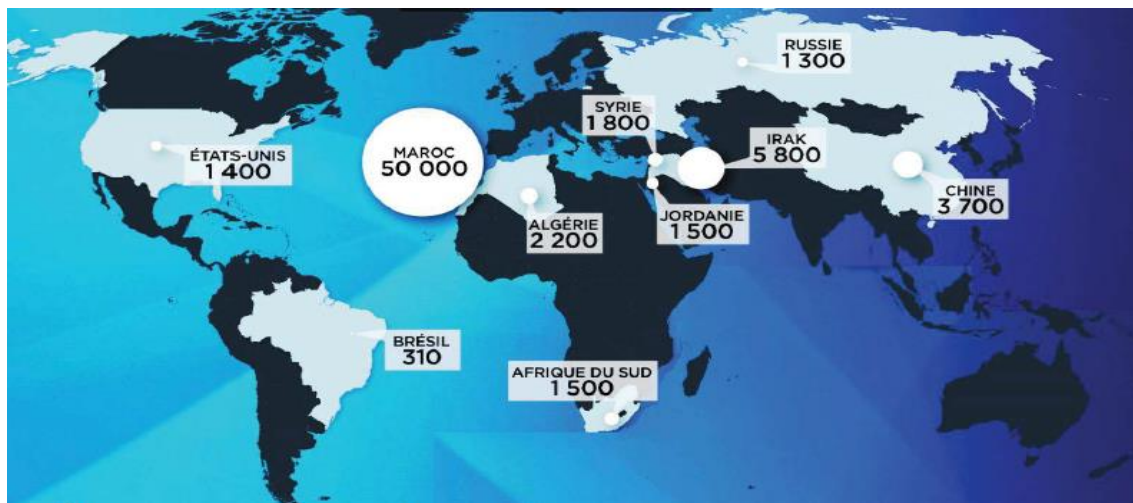 RUSSIE
1 300
SYRIE
1 800
IRAK
5 800
ÉTATS-UNIS
1 400
MAROC
50 000
CHINE
3 700
ALGÉRIE
2 200
JORDANIE
1 500
BRÉSIL
310
AFRIQUE DU SUD
1 500